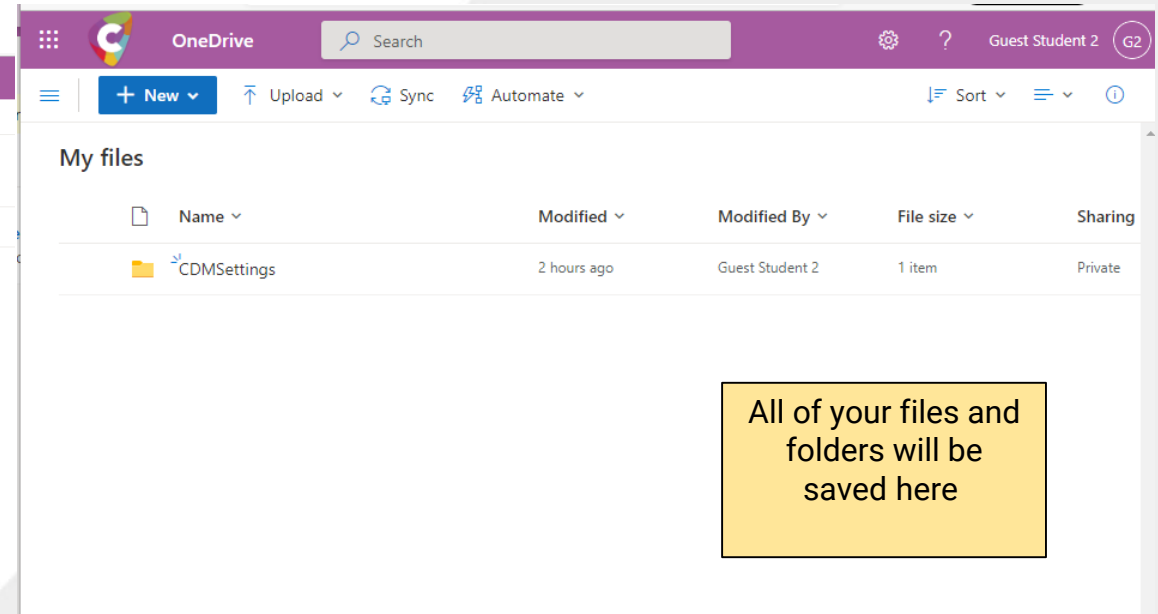 OneDrive Search ? Guest Student 2 G2
+ New Upload Sync Automate Sort
My files
Name Modified Modified By File size Sharing
CDMSettings 2 hours ago Guest Student 2 1 item Private
All of your files and
folders will be
saved here